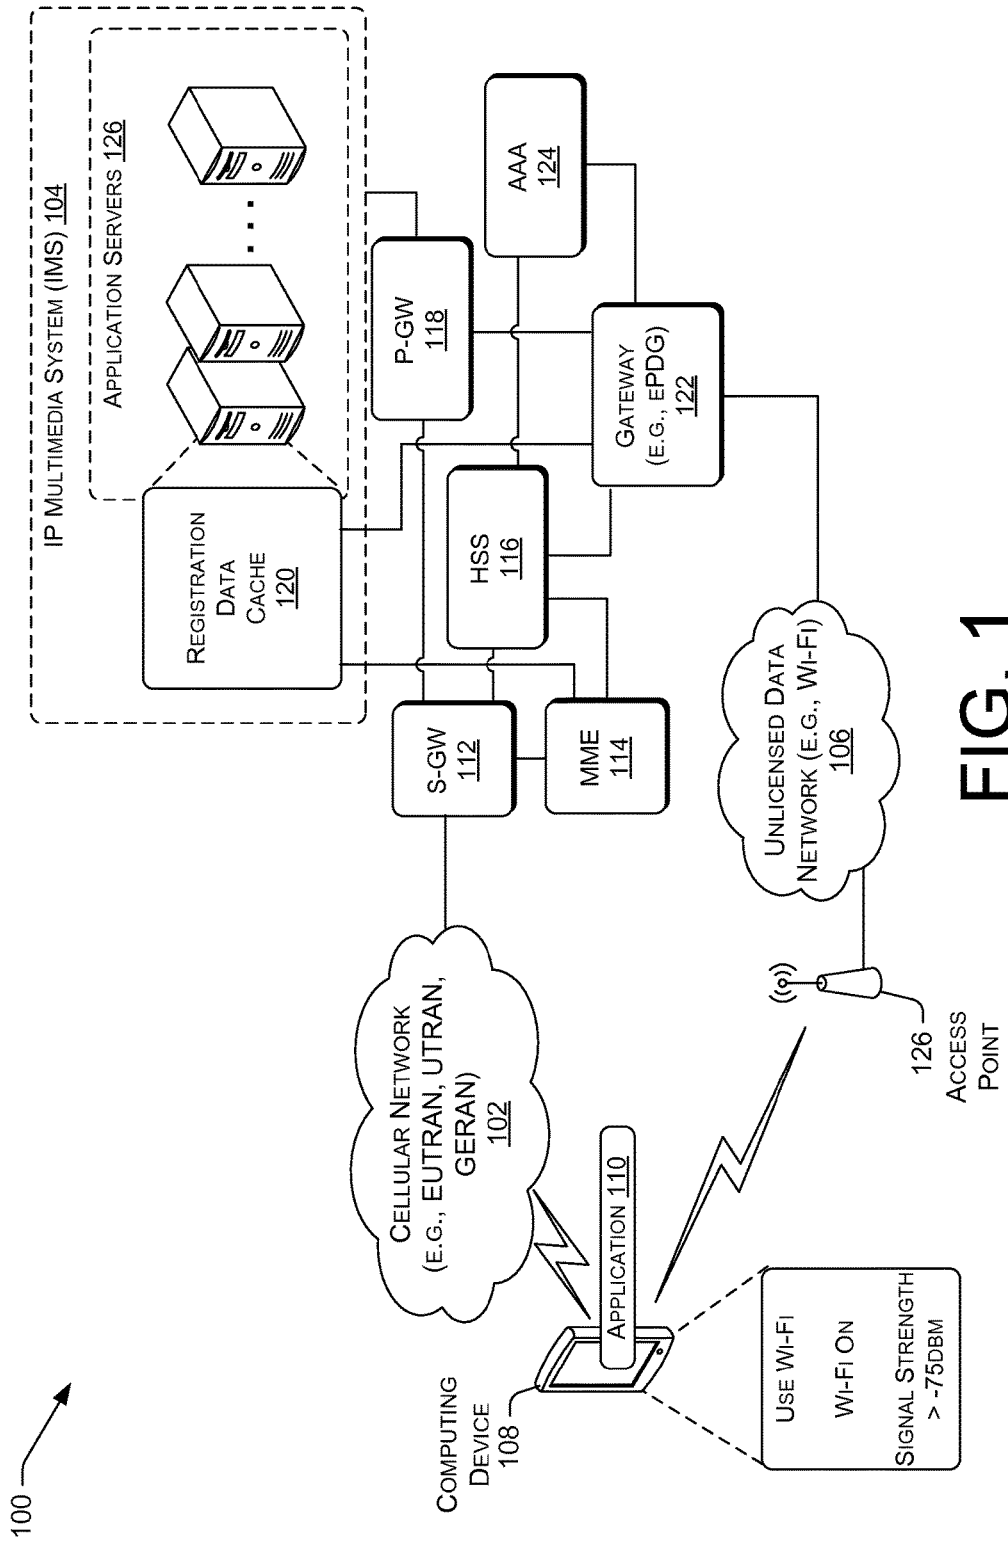 100
IP MULTIMEDIA SYSTEM (IMS) 104
APPLICATION SERVERS 126
REGISTRATION
DATA
CACHE
120
P-GW
118
AAA
124
HSS
116
GATEWAY
(E.G., EPDG)
122
S-GW
112
MME
114
CELLULAR NETWORK
(E.G., EUTRAN, UTRAN,
GERAN)
102
UNLICENSED DATA
NETWORK (E.G., WI-FI)
106
COMPUTING
DEVICE
108
APPLICATION 110
126
ACCESS
POINT
USE WI-FI
WI-FI ON
SIGNAL STRENGTH
> -75DBM
FIG. 1